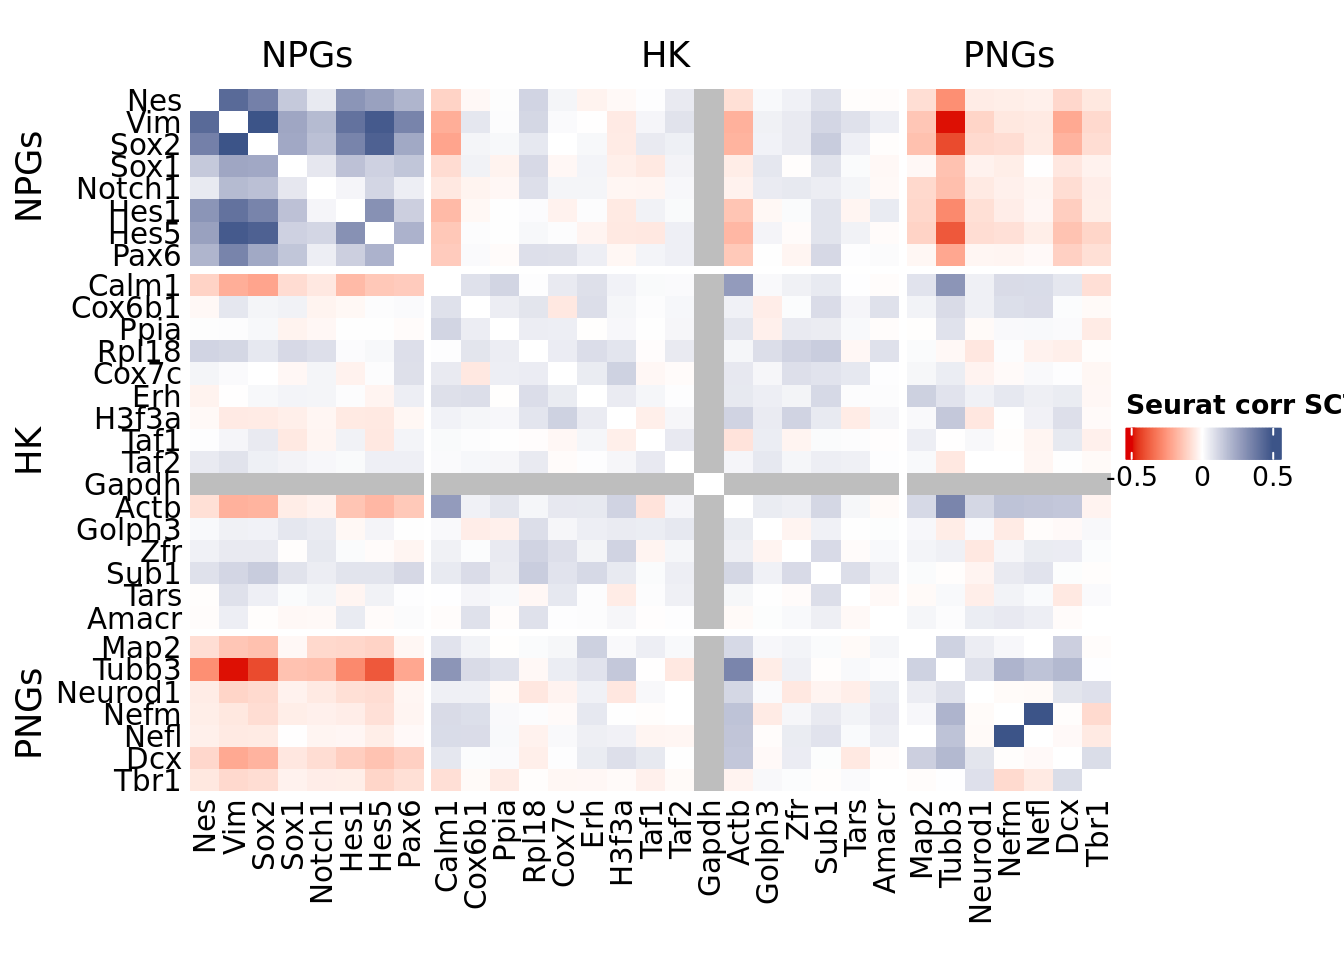 NPGs HK PNGs
NPGs
HK
PNGs
Nes
Vim
Sox2
Sox1
Notch1
Hes1
Hes5
Pax6
Calm1
Cox6b1
Ppia
Rpl18
Cox7c
Erh
H3f3a
Taf1
Taf2
Gapdh
Actb
Golph3
Zfr
Sub1
Tars
Amacr
Map2
Tubb3
Neurod1
Nefm
Nefl
Dcx
Tbr1
Nes
Vim
Sox2
Sox1
Notch1
Hes1
Hes5
Pax6
Calm1
Cox6b1
Ppia
Rpl18
Cox7c
Erh
H3f3a
Taf1
Taf2
Gapdh
Actb
Golph3
Zfr
Sub1
Tars
Amacr
Map2
Tubb3
Neurod1
Nefm
Nefl
Dcx
Tbr1
Seurat corr SC
-0.5 0 0.5